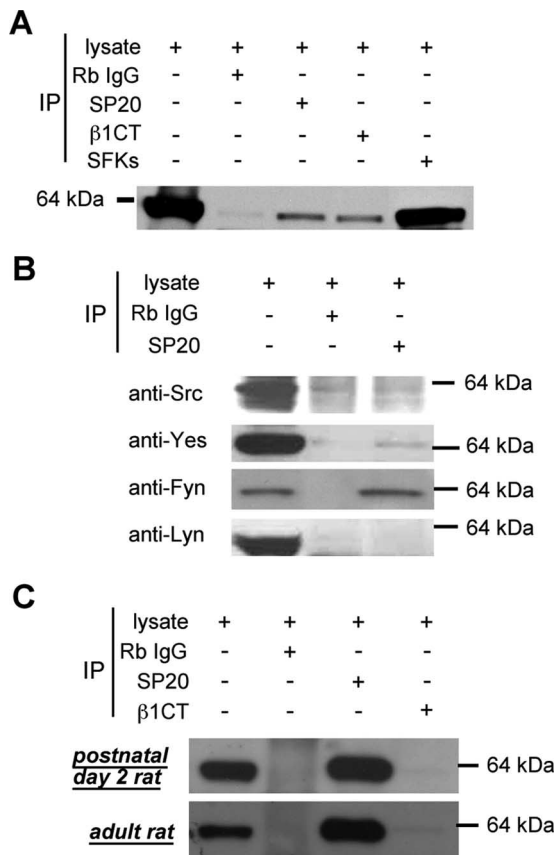 A
lysate + + + + +
Rb IgG - + - - -
IP SP20 - - + - -
β1CT - - - + -
SFKs - - - - +
64 kDa
B
lysate + + +
IP Rb IgG - + -
SP20 - - +
anti-Src 64 kDa
anti-Yes 64 kDa
anti-Fyn 64 kDa
anti-Lyn 64 kDa
C
lysate + + + +
Rb IgG - + - -
IP SP20 - - + -
β1CT - - - +
postnatal
day 2 rat 64 kDa
adult rat 64 kDa